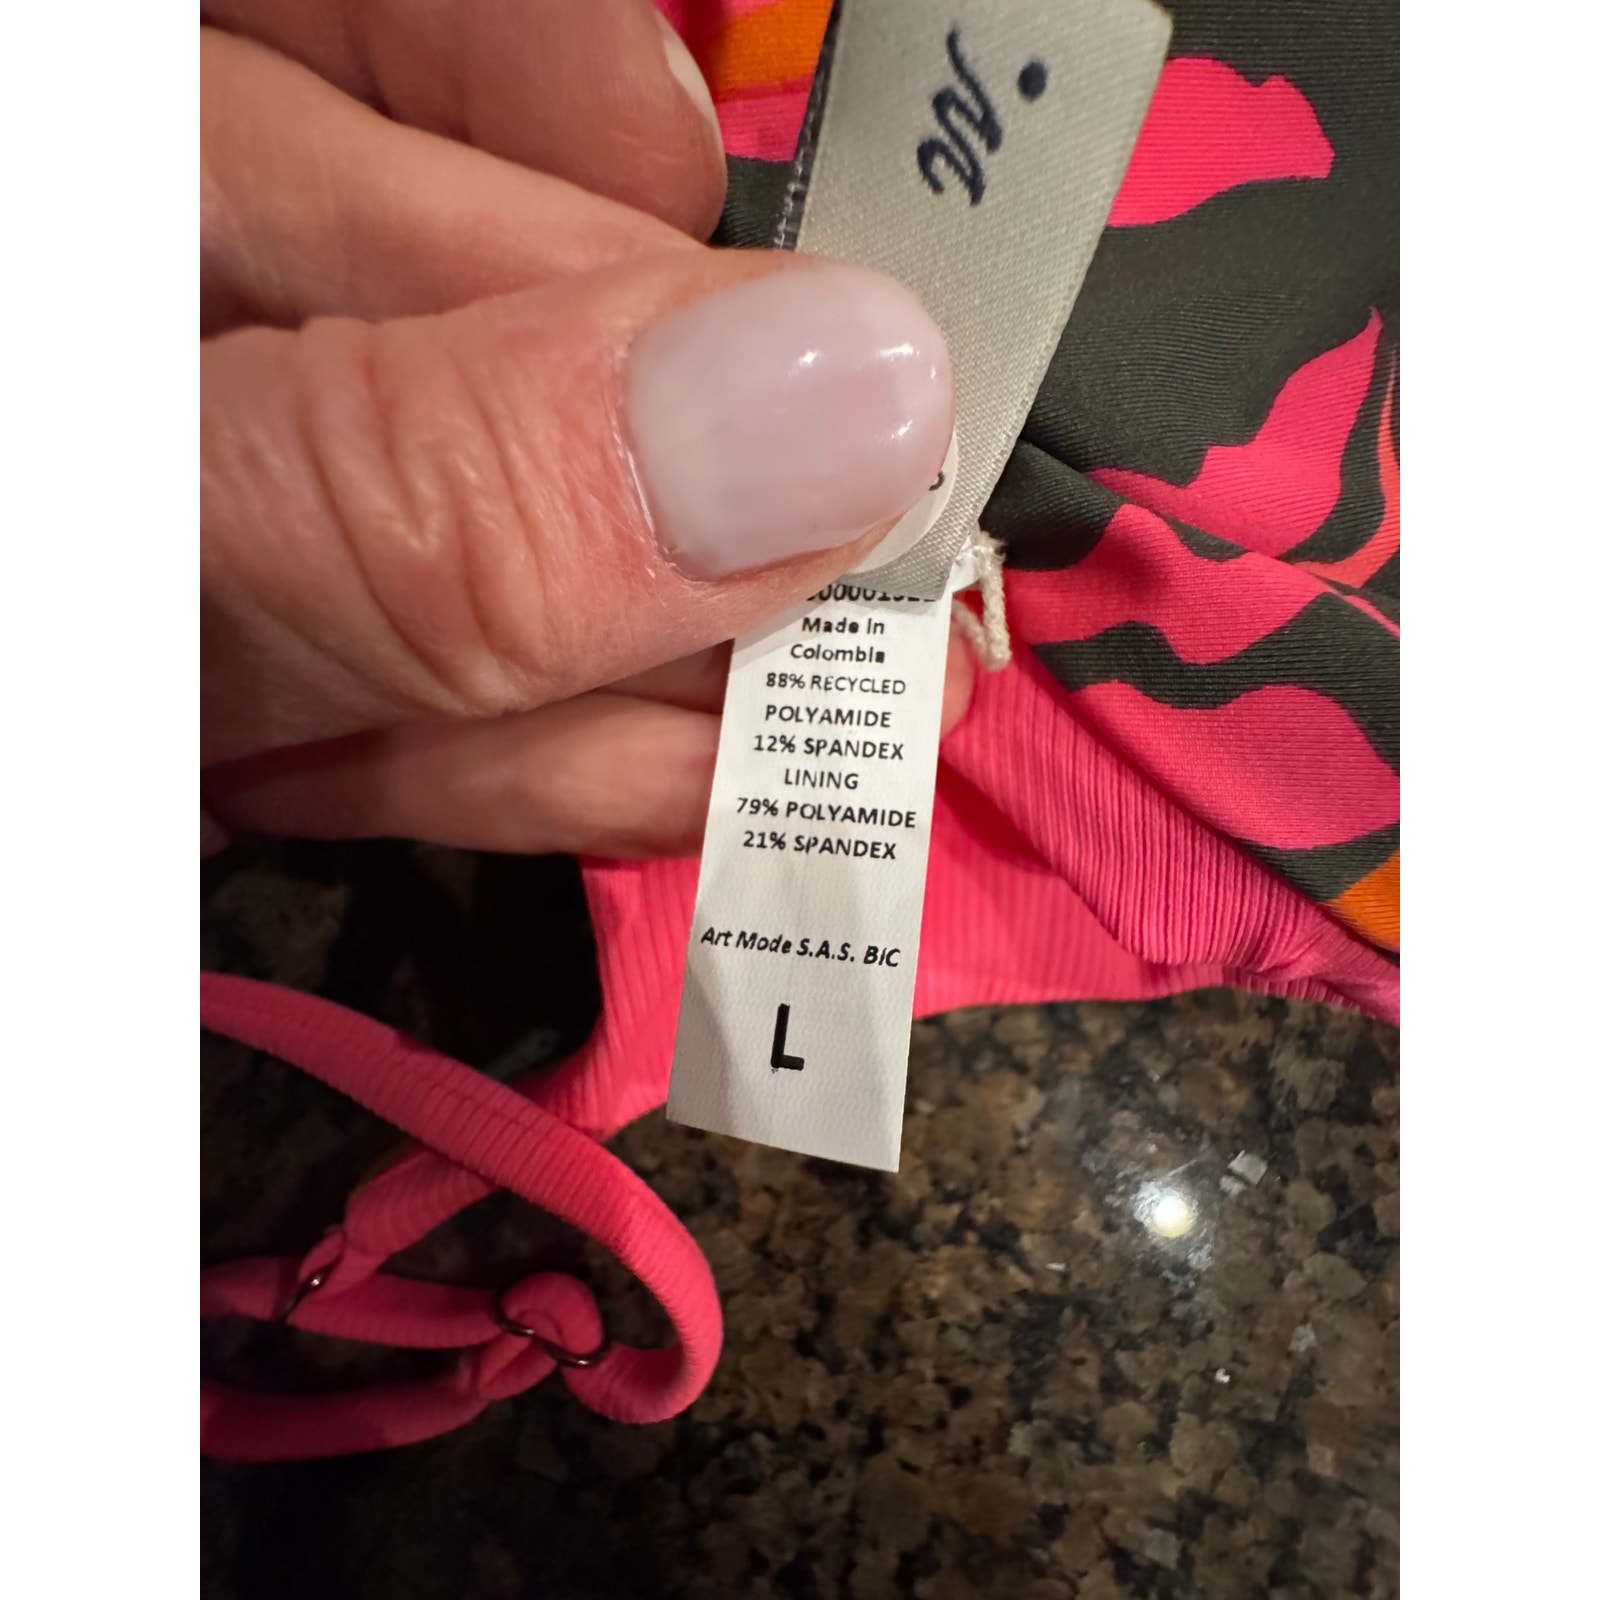 Made in
Colombia
88% RECYCLED
POLYAMIDE
12% SPANDEX
LINING
79% POLYAMIDE
21% SPANDEX
Art Mode S.A.S. BIC
L